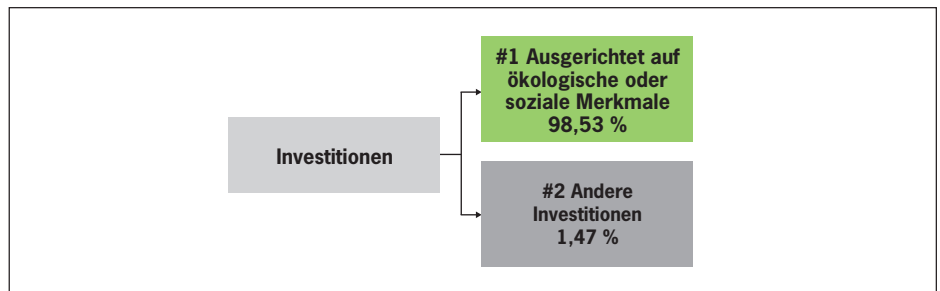 #1 Ausgerichtet auf
ökologische oder
soziale Merkmale
98,53 %
Investitionen
#2 Andere
Investitionen
1,47 %